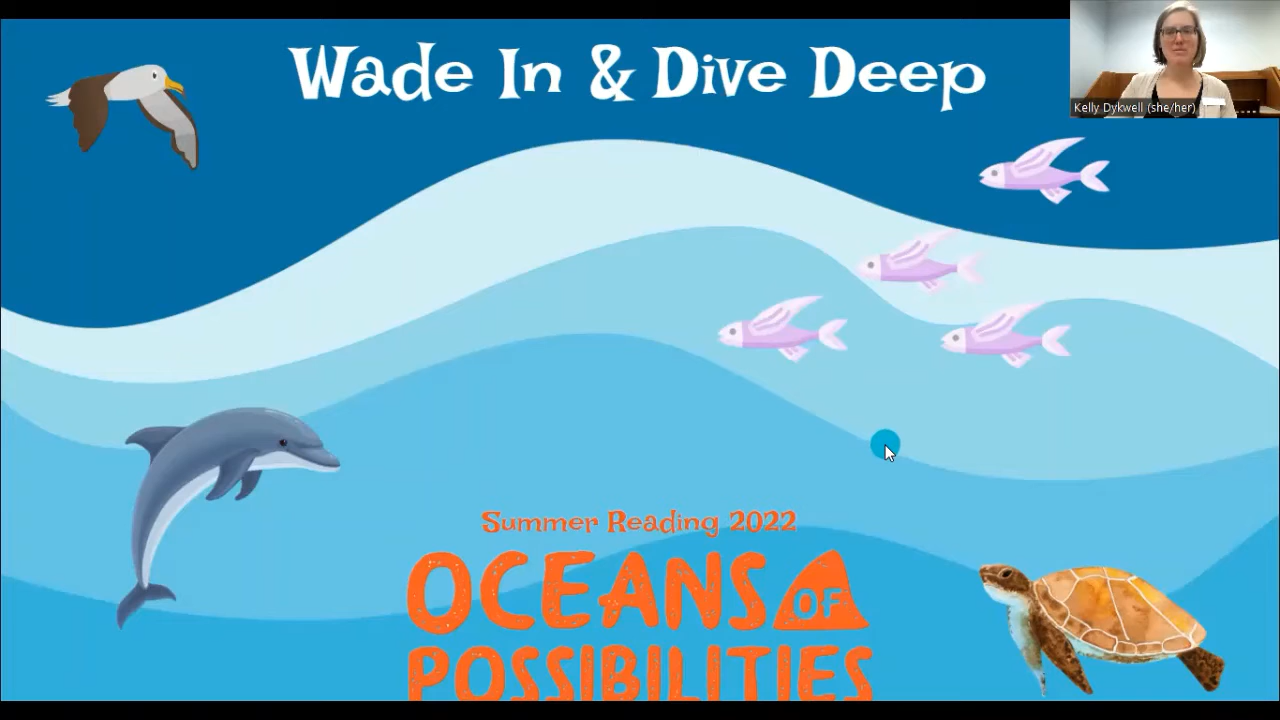 Wade In & Dive Deep
Kelly Dykwell (she/her)
Summer Reading 2022
OCEANS OF
POSSIBILITIES